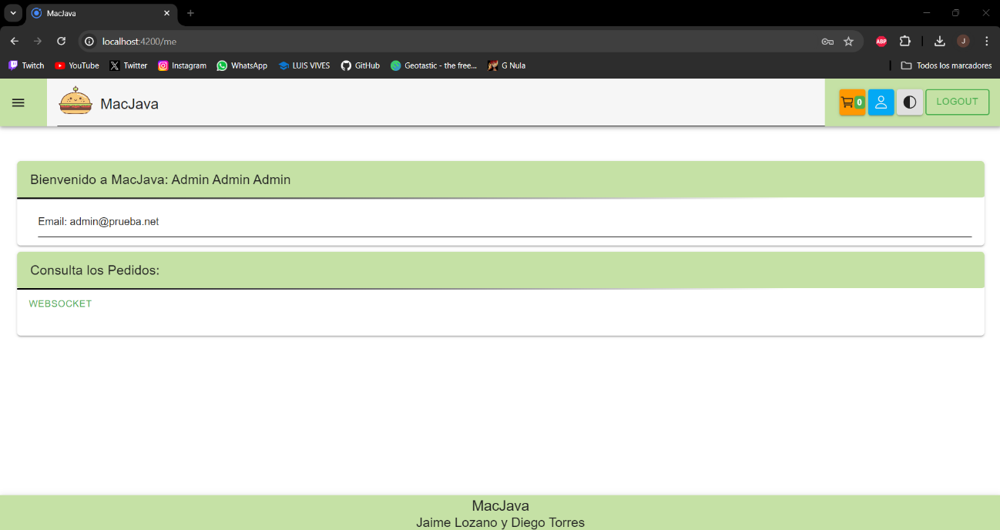 MacJava
localhost:4200/me
ABP
J
Twitch YouTube Twitter Instagram WhatsApp LUIS VIVES GitHub Geotastic - the free... G Nula Todos los marcadores
MacJava 0 LOGOUT
Bienvenido a MacJava: Admin Admin Admin
Email: admin@prueba.net
Consulta los Pedidos:
WEBSOCKET
MacJava
Jaime Lozano y Diego Torres